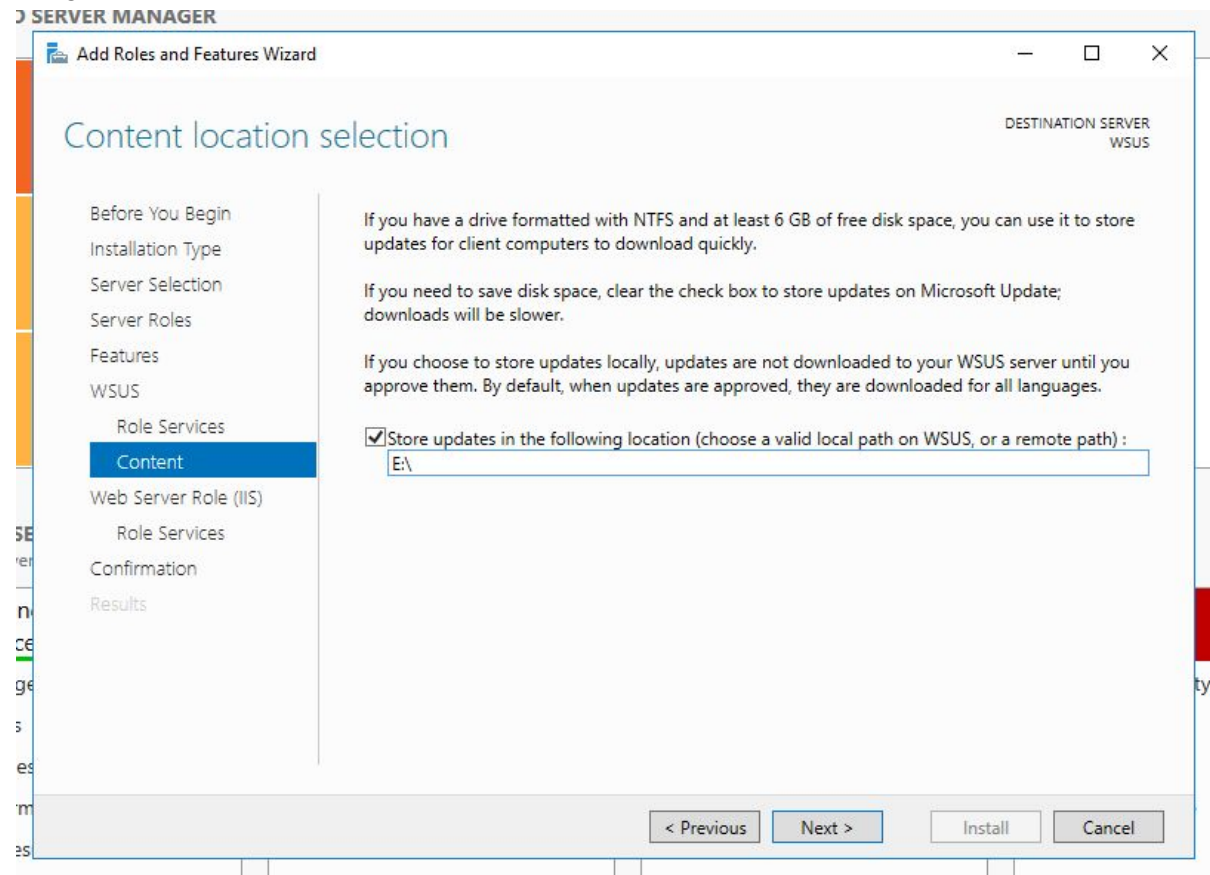 SERVER MANAGER
Add Roles and Features Wizard
Content location selection
DESTINATION SERVER
WSUS
Before You Begin
Installation Type
Server Selection
Server Roles
Features
WSUS
Role Services
Content
Web Server Role (IIS)
Role Services
Confirmation
Results
If you have a drive formatted with NTFS and at least 6 GB of free disk space, you can use it to store
updates for client computers to download quickly.
If you need to save disk space, clear the check box to store updates on Microsoft Update;
downloads will be slower.
If you choose to store updates locally, updates are not downloaded to your WSUS server until you
approve them. By default, when updates are approved, they are downloaded for all languages.
Store updates in the following location (choose a valid local path on WSUS, or a remote path) :
E:\
< Previous
Next >
Install
Cancel